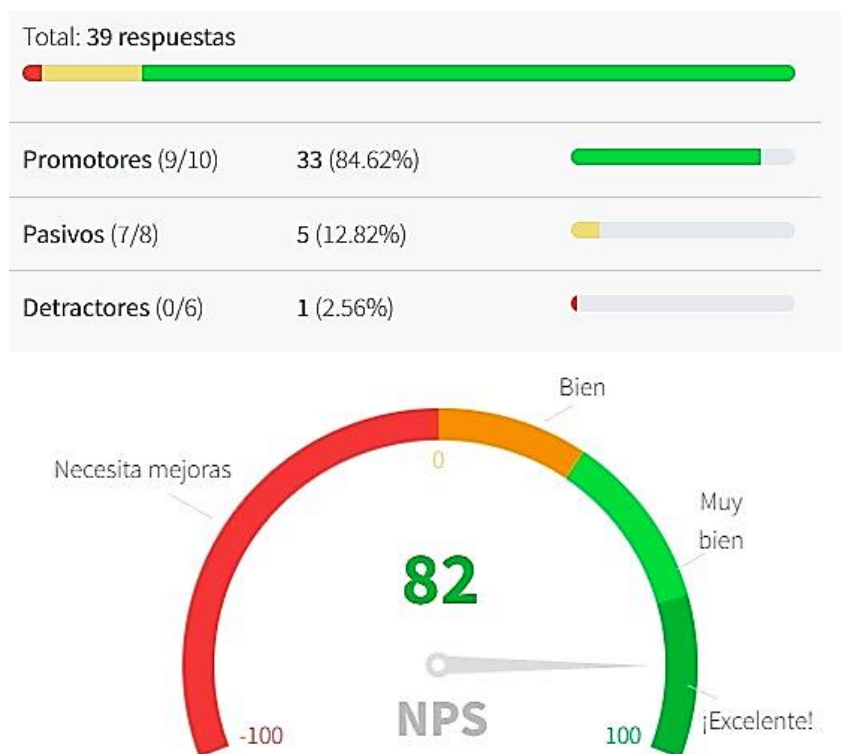 Total: 39 respuestas
Promotores (9/10) 33 (84.62%)
Pasivos (7/8) 5 (12.82%)
Detractores (0/6) 1 (2.56%)
Bien
Necesita mejoras
0
Muy
bien
82
NPS
-100
100
¡Excelente!